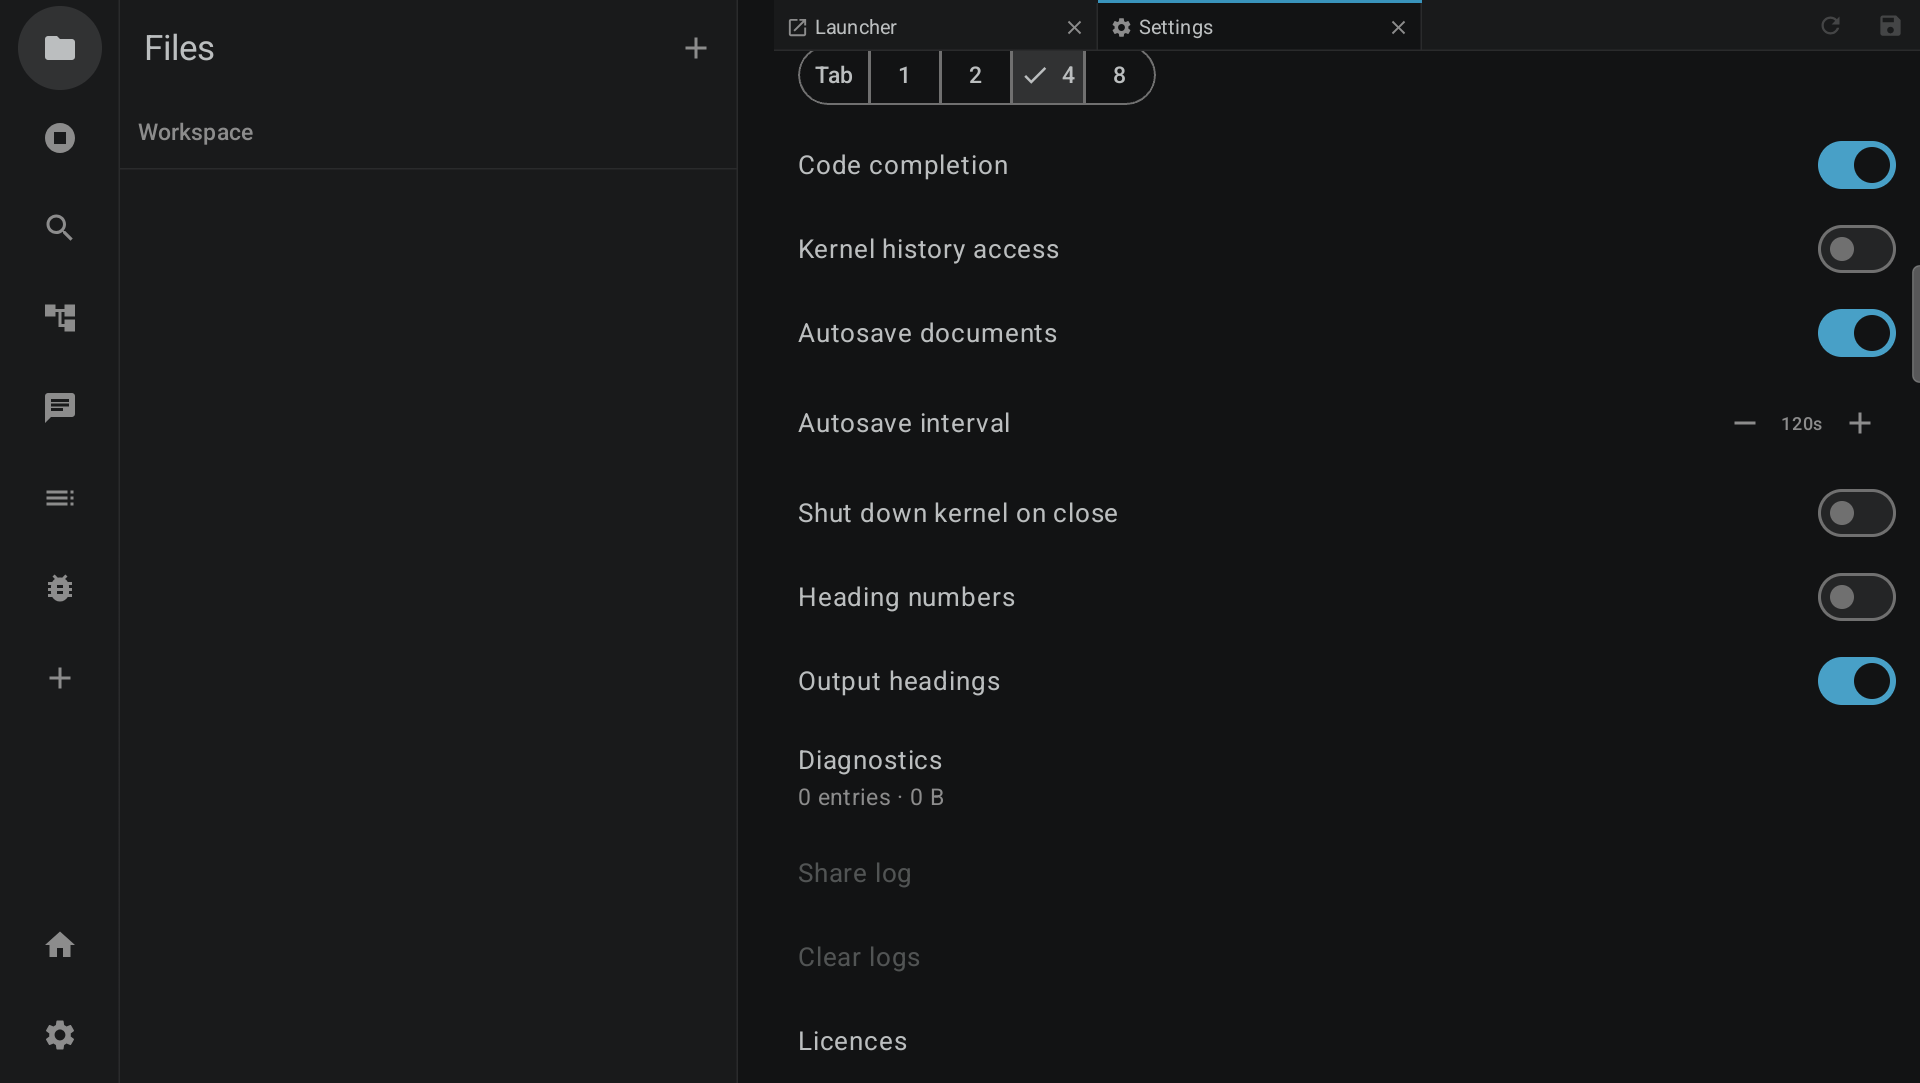 Files
Workspace
Launcher
Settings
Tab 1 2 4 8
Code completion
Kernel history access
Autosave documents
Autosave interval
120s
Shut down kernel on close
Heading numbers
Output headings
Diagnostics
0 entries · 0 B
Share log
Clear logs
Licences